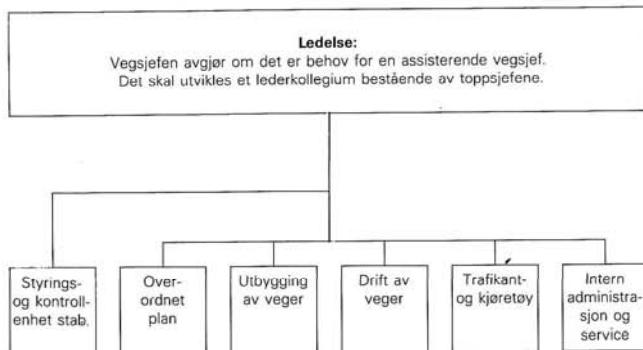 Ledelse:
Vegsjefen avgjør om det er behov for en assisterende vegsjef.
Det skal utvikles et lederkollegium bestående av toppsjefene.
Styrings-
og kontroll-
enhet stab.
Over-
ordnet
plan
Utbygging
av veger
Drift av
veger
Trafikant-
og kjøretøy
Intern
administra-
sjon og
service